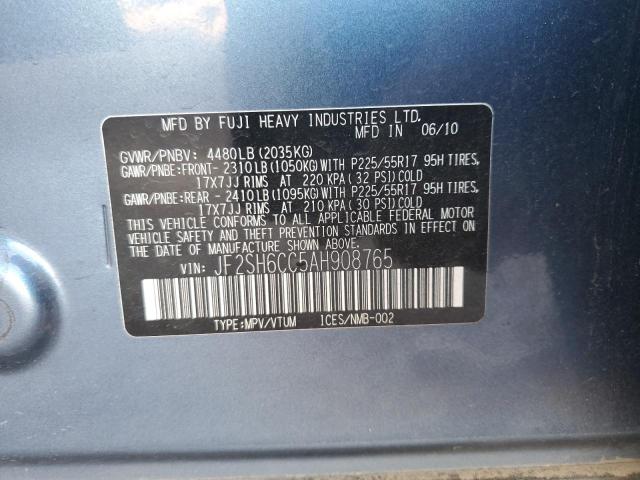 MFD BY FUJI HEAVY INDUSTRIES LTD.
MFD IN 06/10
GVWR/PNBV: 4480LB (2035KG)
GAWR/PNBE:FRONT- 2310LB (1050KG) WITH P225/55R17 95H TIRES,
17X7JJ RIMS AT 220 KPA (32 PSI) COLD
GAWR/PNBE:REAR - 2410LB (1095KG) WITH P225/55R17 95H TIRES,
17X7JJ RIMS AT 210 KPA (30 PSI) COLD
THIS VEHICLE CONFORMS TO ALL APPLICABLE FEDERAL MOTOR
VEHICLE SAFETY AND THEFT PREVENTION STANDARDS IN EFFECT ON
THE DATE OF MANUFACTURE SHOWN ABOVE.
VIN: JF2SH6CC5AH908765
TYPE:MPV/VTUM 1CES/NMB-002